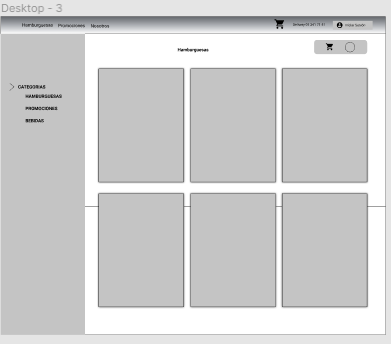 Desktop - 3
Hamburguesas Promociones Nosotros
Iniciar Sesión
Hamburguesas
CATEGORIAS
HAMBURGUESAS
PROMOCIONES
BEBIDAS